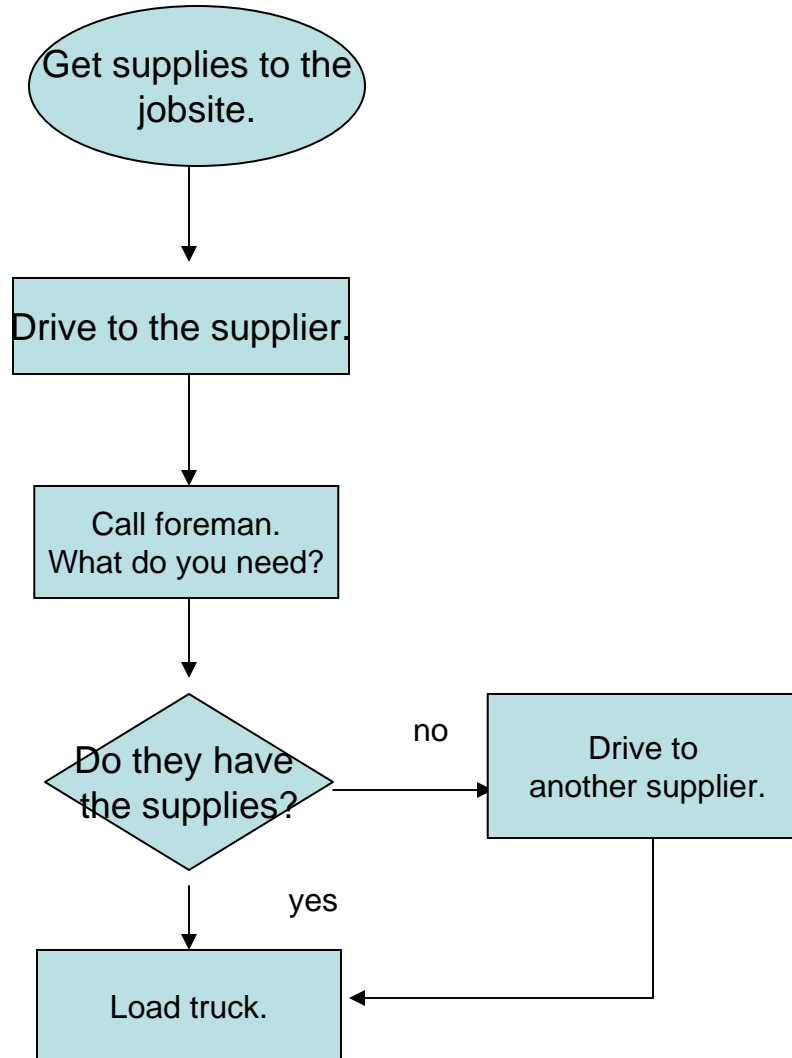 Get supplies to the
jobsite.
Drive to the supplier.
Call foreman.
What do you need?
Do they have
the supplies?
no
Drive to
another supplier.
yes
Load truck.